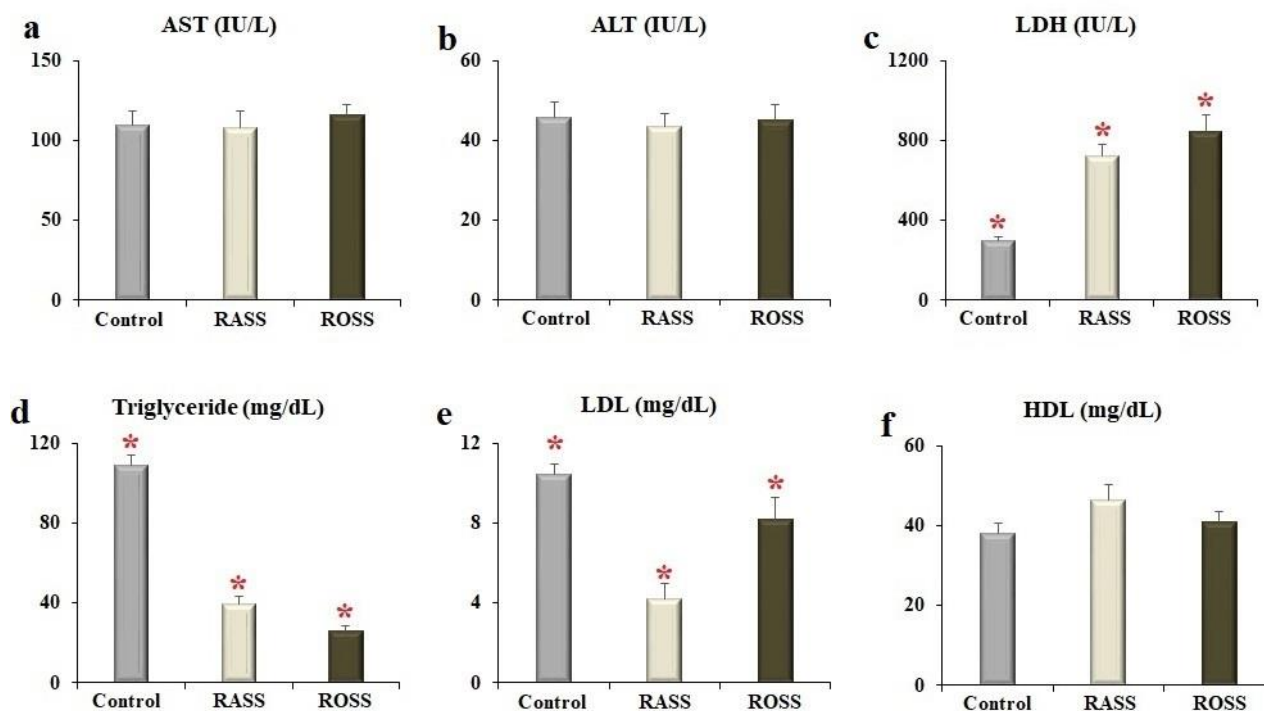 a AST (IU/L)
150
100
50
0
Control RASS ROSS
b ALT (IU/L)
60
40
20
0
Control RASS ROSS
c LDH (IU/L)
1200
800
400
0
* * *
Control RASS ROSS
d Triglyceride (mg/dL)
120
80
40
0
* * *
Control RASS ROSS
e LDL (mg/dL)
12
8
4
0
* * *
Control RASS ROSS
f HDL (mg/dL)
60
40
20
0
Control RASS ROSS